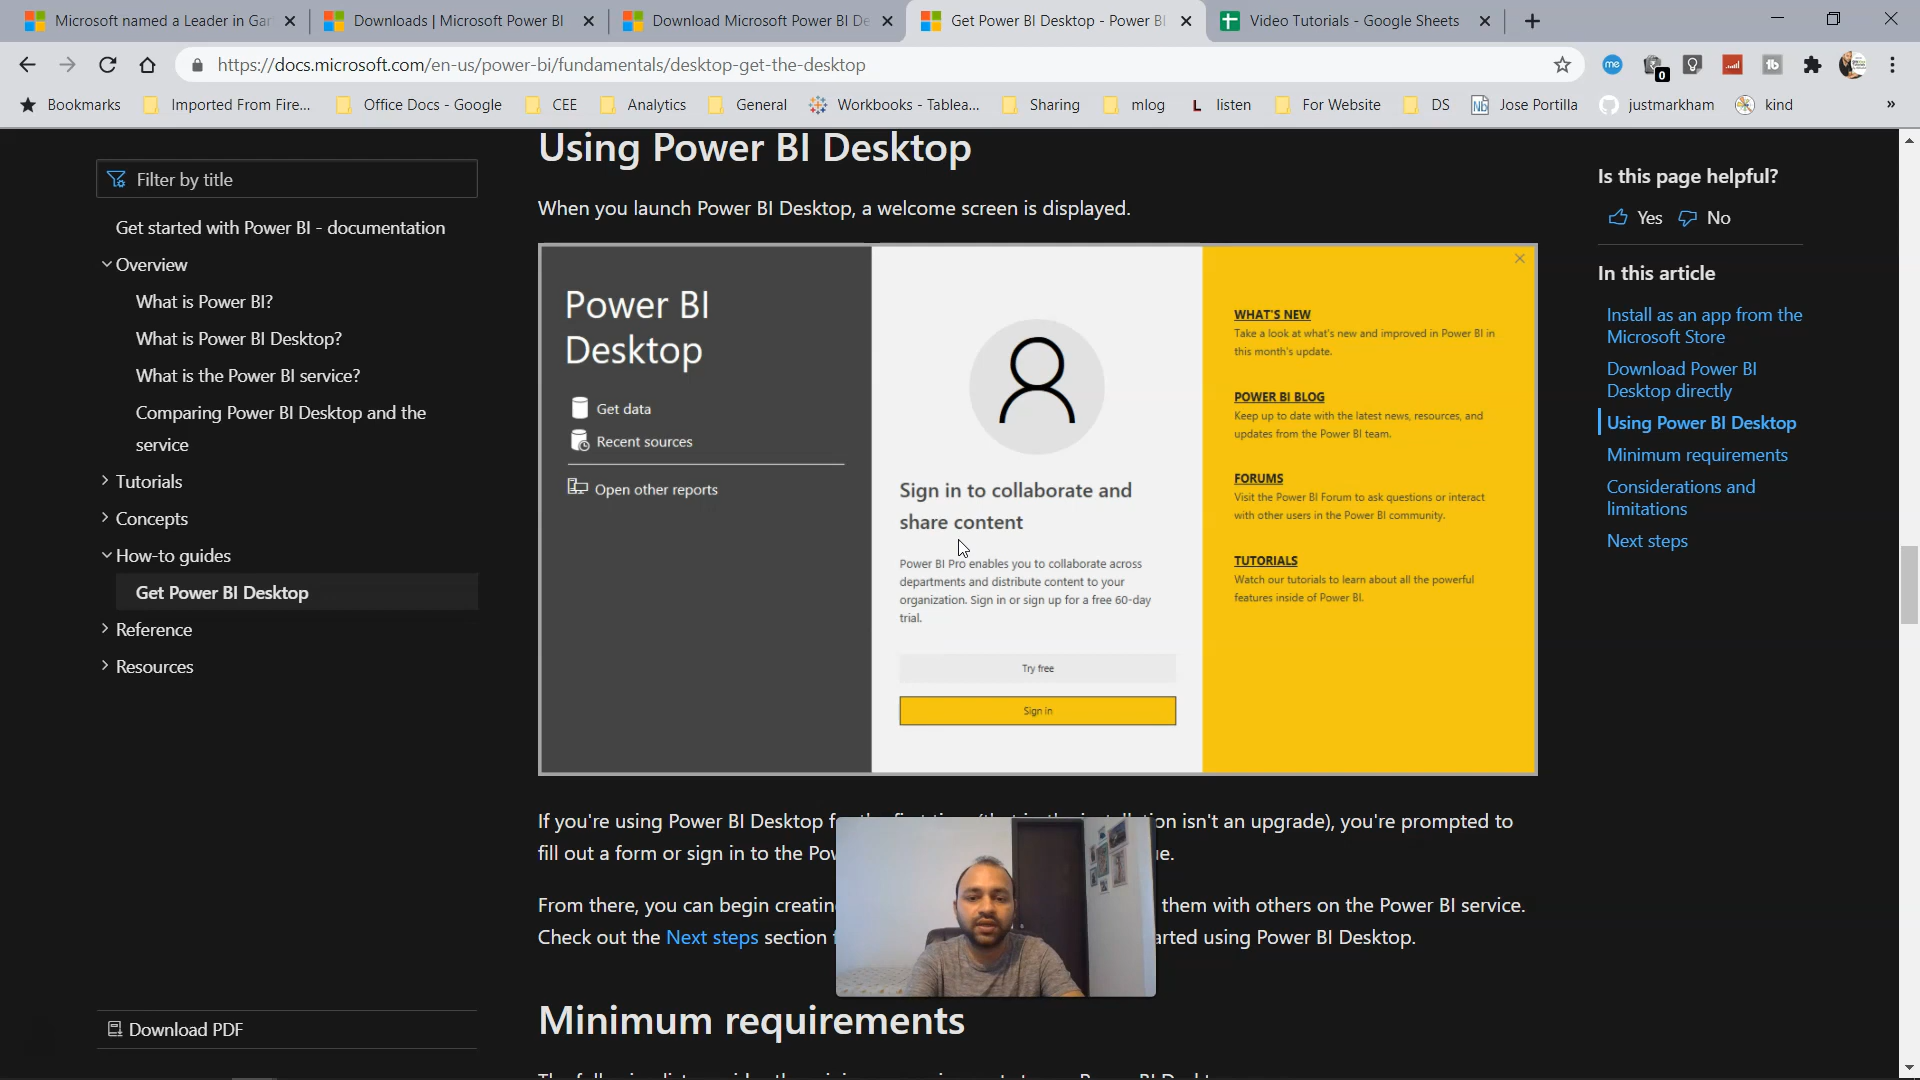 Microsoft named a Leader in Gar
Downloads | Microsoft Power BI
Download Microsoft Power BI De
Get Power BI Desktop - Power BI
Video Tutorials - Google Sheets
https://docs.microsoft.com/en-us/power-bi/fundamentals/desktop-get-the-desktop
me
0
tb
Bookmarks
Imported From Fire...
Office Docs - Google
CEE
Analytics
General
Workbooks - Tablea...
Sharing
mlog
L listen
For Website
DS
Nb Jose Portilla
justmarkham
kind
»
Filter by title
Get started with Power BI - documentation
Overview
What is Power BI?
What is Power BI Desktop?
What is the Power BI service?
Comparing Power BI Desktop and the
service
Tutorials
Concepts
How-to guides
Get Power BI Desktop
Reference
Resources
Download PDF
Using Power BI Desktop
When you launch Power BI Desktop, a welcome screen is displayed.
Power BI
Desktop
Get data
Recent sources
Open other reports
Sign in to collaborate and
share content
Power BI Pro enables you to collaborate across
departments and distribute content to your
organization. Sign in or sign up for a free 60-day
trial.
Try free
Sign in
WHAT'S NEW
Take a look at what's new and improved in Power BI in
this month's update.
POWER BI BLOG
Keep up to date with the latest news, resources, and
updates from the Power BI team.
FORUMS
Visit the Power BI Forum to ask questions or interact
with other users in the Power BI community.
TUTORIALS
Watch our tutorials to learn about all the powerful
features inside of Power BI.
If you're using Power BI Desktop isn't an upgrade), you're prompted to
fill out a form or sign in to the
From there, you can begin them with others on the Power BI service.
Check out the Next steps section using Power BI Desktop.
Minimum requirements
Is this page helpful?
Yes No
In this article
Install as an app from the
Microsoft Store
Download Power BI
Desktop directly
Using Power BI Desktop
Minimum requirements
Considerations and
limitations
Next steps